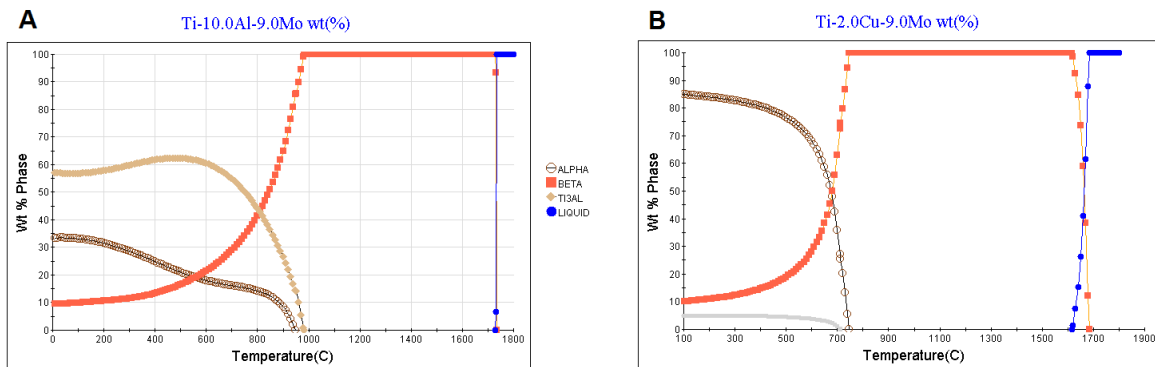 A
Ti-10.0Al-9.0Mo wt(%)
100
90
80
70
60
50
40
30
20
10
0
Wt % Phase
0 200 400 600 800 1000 1200 1400 1600 1800
Temperature(C)
ALPHA
BETA
TI3AL
LIQUID
B
Ti-2.0Cu-9.0Mo wt(%)
100
90
80
70
60
50
40
30
20
10
0
Wt % Phase
100 300 500 700 900 1100 1300 1500 1700 1900
Temperature(C)